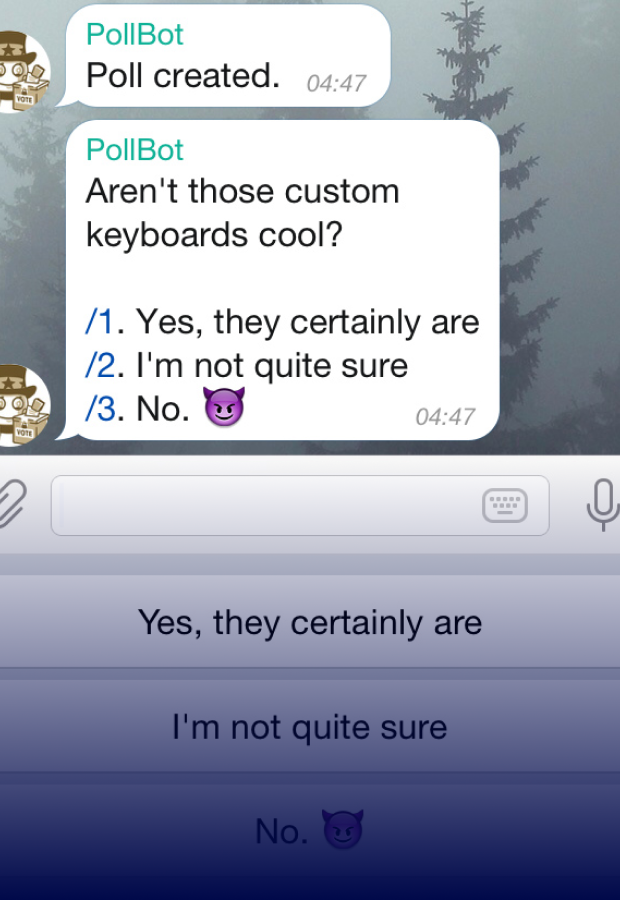 PollBot
Poll created. 04:47
VOTE
PollBot
Aren't those custom
keyboards cool?
/1. Yes, they certainly are
/2. I'm not quite sure
/3. No. 😈 04:47
VOTE
Yes, they certainly are
I'm not quite sure
No. 😈